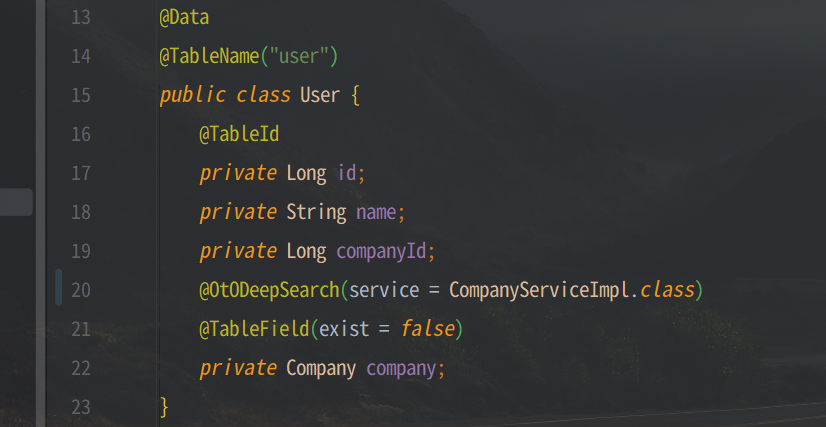 13 @Data
14 @TableName("user")
15 public class User {
16 @TableId
17 private Long id;
18 private String name;
19 private Long companyId;
20 @OtODeepSearch(service = CompanyServiceImpl.class)
21 @TableField(exist = false)
22 private Company company;
23 }